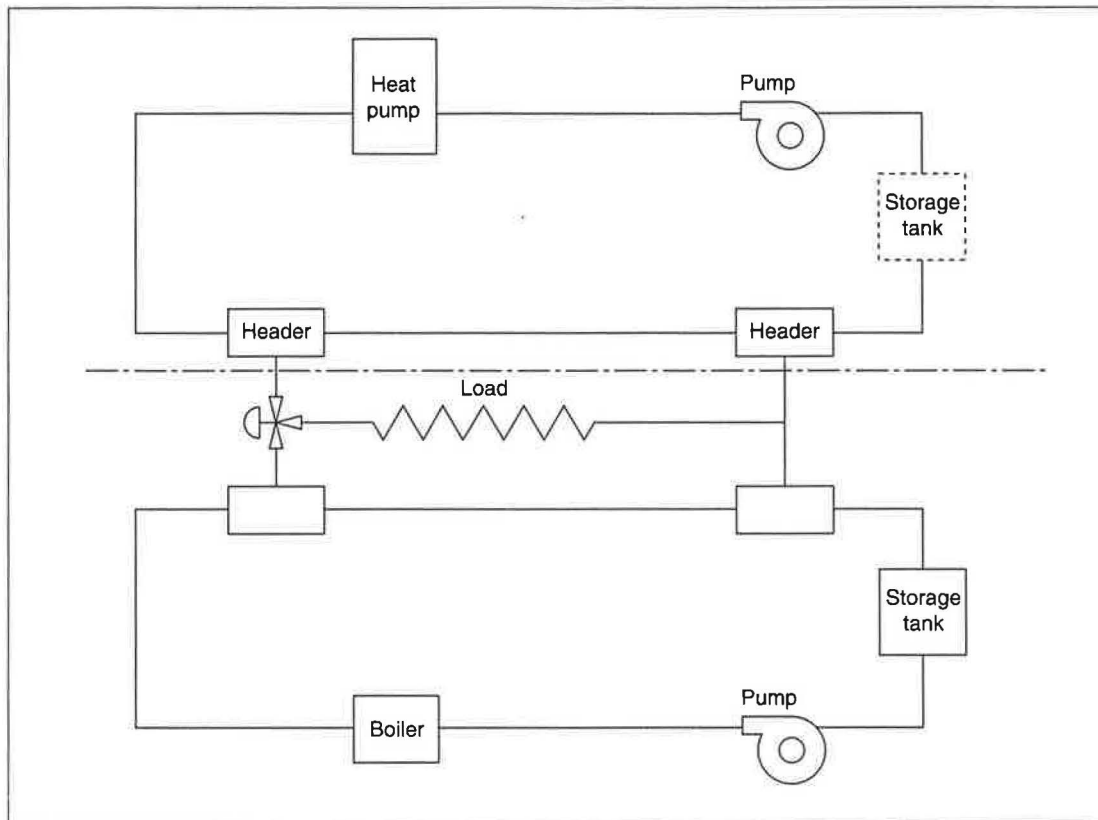 Heat
pump
Pump
Storage
tank
Header
Header
Load
Storage
tank
Pump
Boiler